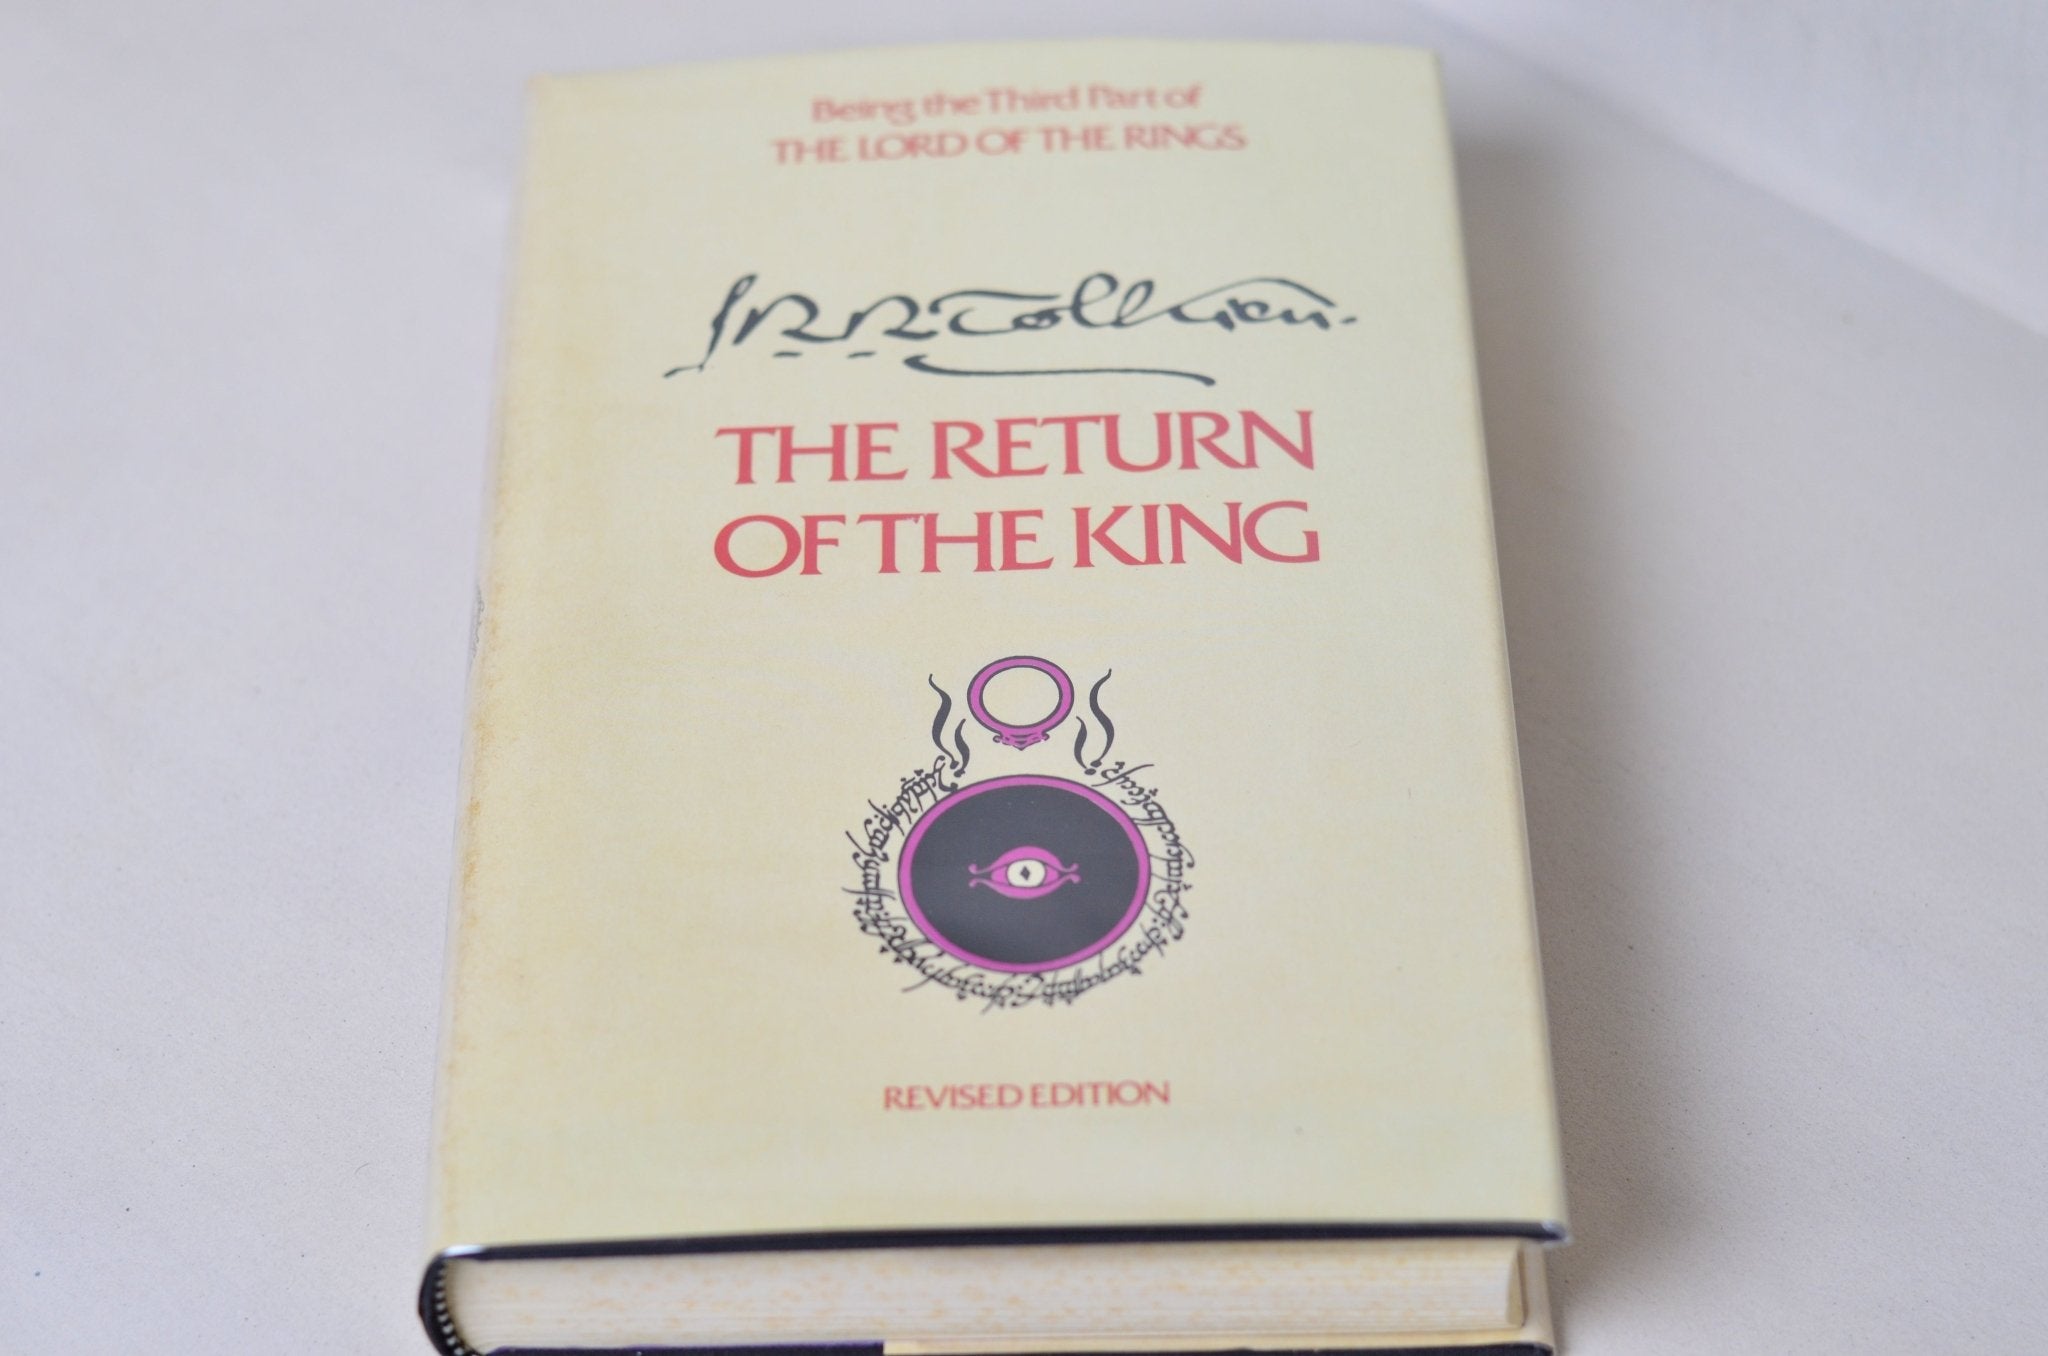 Being the Third Part of
THE LORD OF THE RINGS
J.R.R. Tolkien.
THE RETURN
OF THE KING
REVISED EDITION